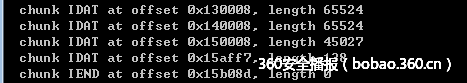 chunk IDAT at offset 0x130008, length 65524
chunk IDAT at offset 0x140008, length 65524
chunk IDAT at offset 0x150008, length 45027
chunk IDAT at offset 0x15aff7, length 138
chunk IEND at offset 0x15b08d, length 0
360安全播报（bobao.360.cn）